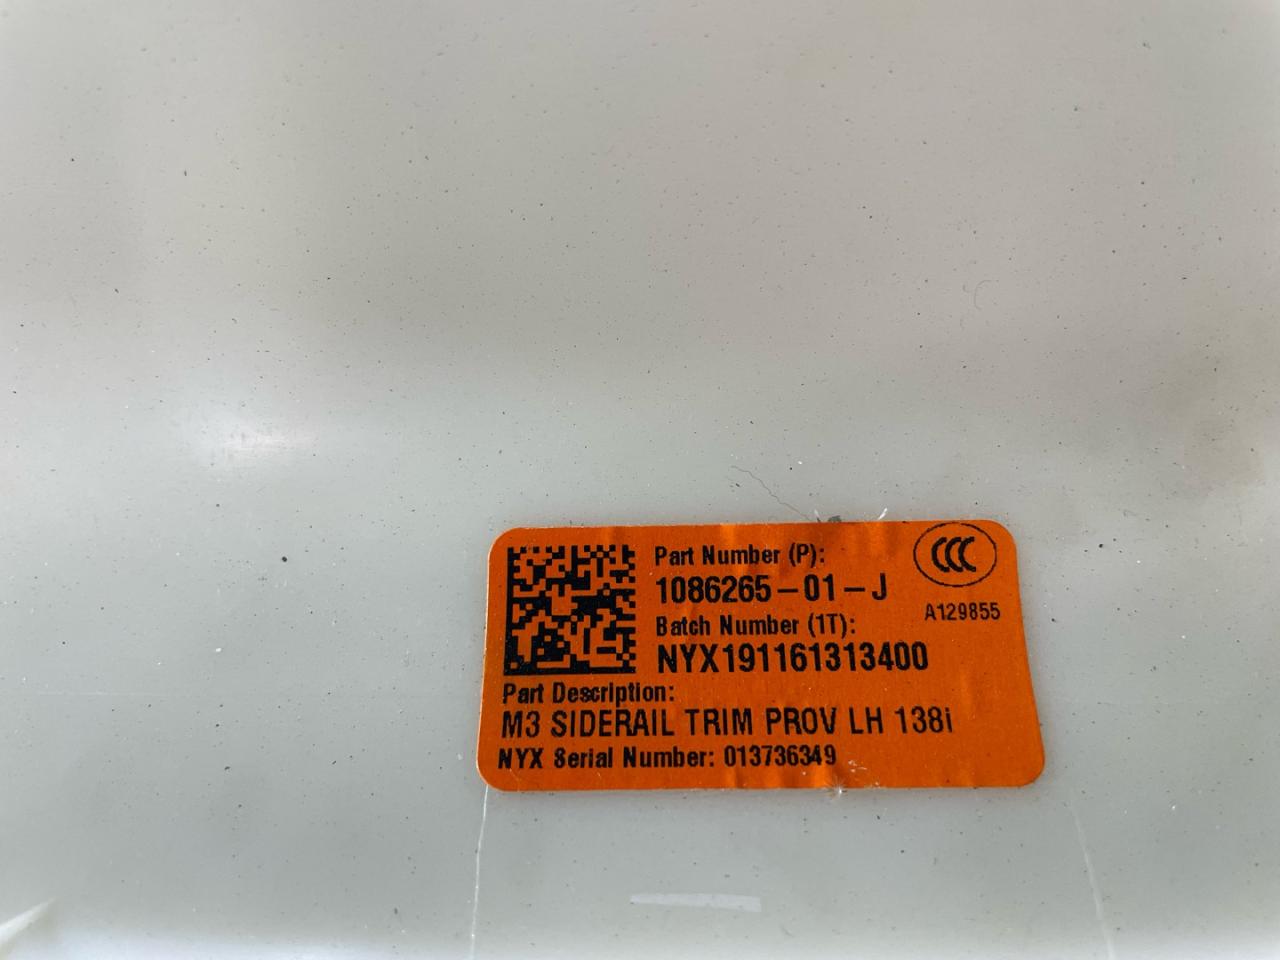 Part Number (P):
1086265-01-J
CCC
A129855
Batch Number (1T):
NYX191161313400
Part Description:
M3 SIDERAIL TRIM PROV LH 138i
NYX Serial Number: 013736349